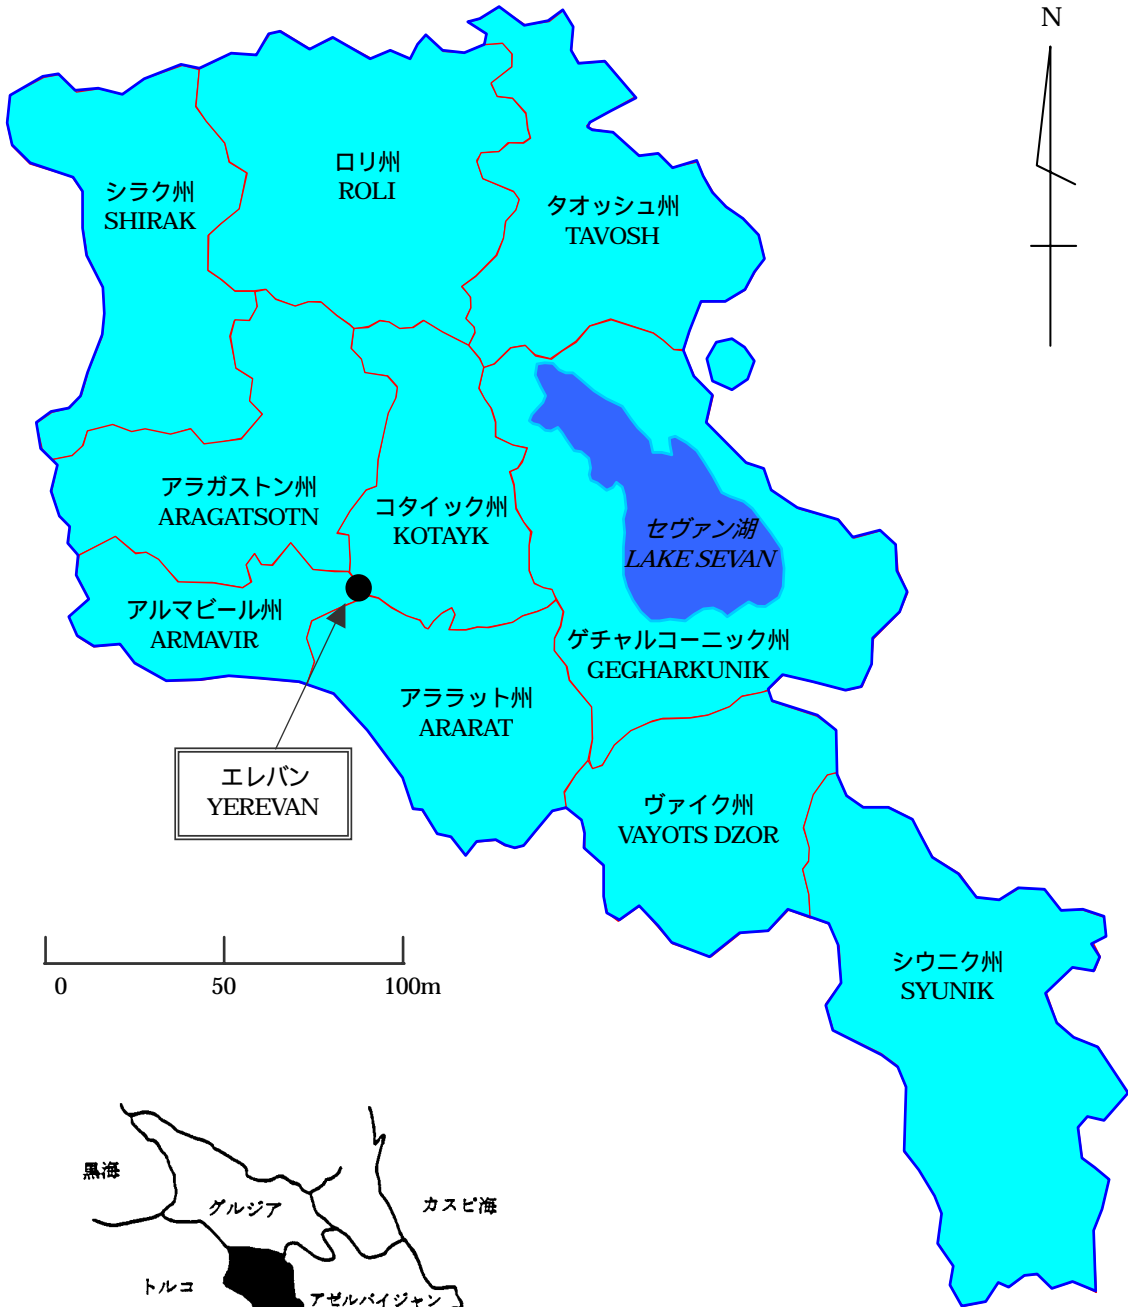 N
ロリ州
ROLI
シラク州
SHIRAK
タオッシュ州
TAVOSH
アラガストン州
ARAGATSOTN
コタイック州
KOTAYK
セヴァン湖
LAKE SEVAN
アルマビール州
ARMAVIR
ゲチャルコーニック州
GEGHARKUNIK
アララット州
ARARAT
エレバン
YEREVAN
ヴァイク州
VAYOTS DZOR
シウニク州
SYUNIK
0 50 100m
黒海
グルジア
カスピ海
トルコ
アゼルバイジャン